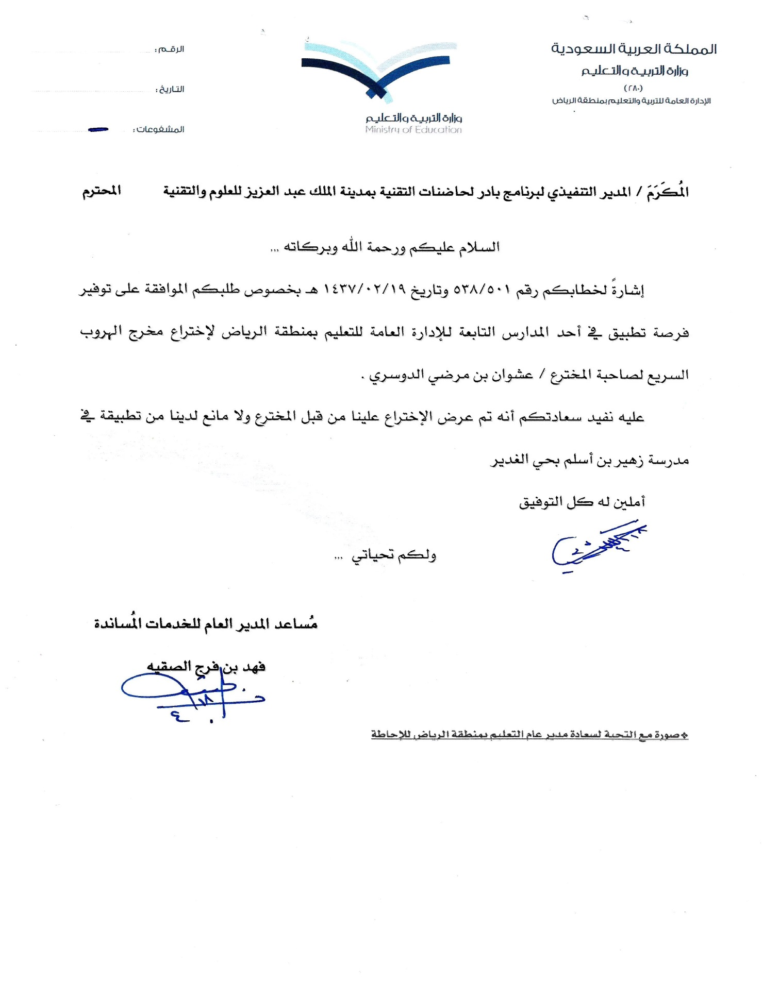 المملكة العربية السعودية
وزارة التربية والتعليم
(٢٨٠)
الإدارة العامة للتربية والتعليم بمنطقة الرياض
وزارة التربية والتعليم
Ministry of Education
الرقم :
التاريخ :
المشفوعات :
المُكَرَمَ / المدير التنفيذي لبرنامج بادر لحاضنات التقنية بمدينة الملك عبد العزيز للعلوم والتقنية المحترم
السلام عليكم ورحمة الله وبركاته ,,,
إشارةً لخطابكم رقم ٥٣٨/٥٠١ وتاريخ ١٤٣٧/٠٢/١٩ هـ بخصوص طلبكم الموافقة على توفير
فرصة تطبيق في أحد المدارس التابعة للإدارة العامة للتعليم بمنطقة الرياض لإختراع مخرج الهروب
السريع لصاحبة المخترع / عشوان بن مرضي الدوسري .
عليه نفيد سعادتكم أنه تم عرض الإختراع علينا من قبل المخترع ولا مانع لدينا من تطبيقة في
مدرسة زهير بن أسلم بحي الغدير
أملين له كل التوفيق
ولكم تحياتي ,,,
مُساعد المدير العام للخدمات المُساندة
فهد بن فرج الصقيه
❖صورة مع التحية لسعادة مدير عام التعليم بمنطقة الرياض للإحاطة